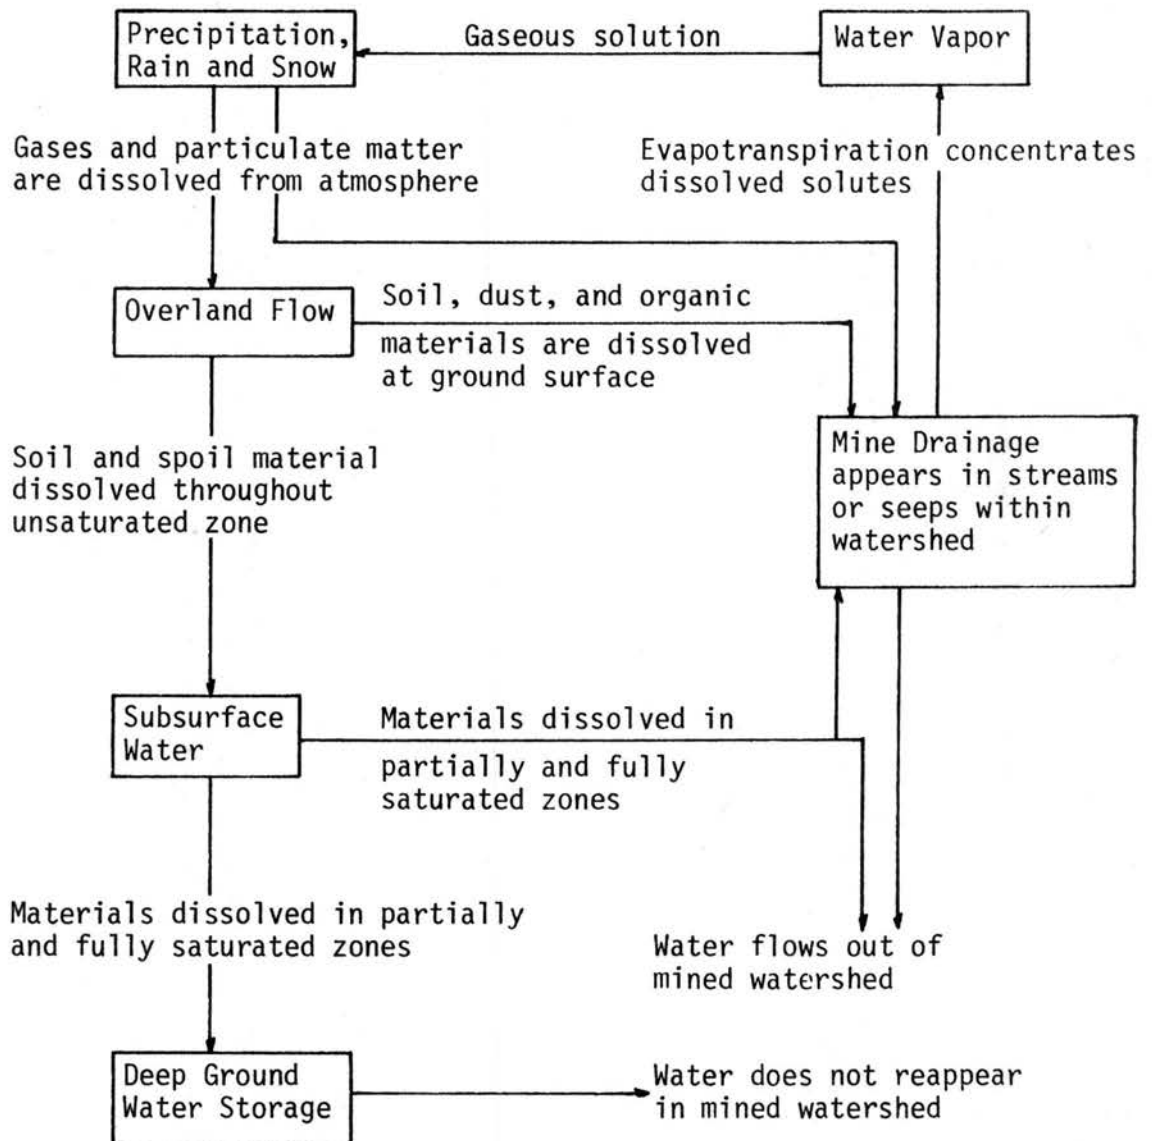 Precipitation,
Rain and Snow
Gaseous solution
Water Vapor
Gases and particulate matter
are dissolved from atmosphere
Evapotranspiration concentrates
dissolved solutes
Overland Flow
Soil, dust, and organic
materials are dissolved
at ground surface
Mine Drainage
appears in streams
or seeps within
watershed
Soil and spoil material
dissolved throughout
unsaturated zone
Subsurface
Water
Materials dissolved in
partially and fully
saturated zones
Materials dissolved in partially
and fully saturated zones
Water flows out of
mined watershed
Deep Ground
Water Storage
Water does not reappear
in mined watershed